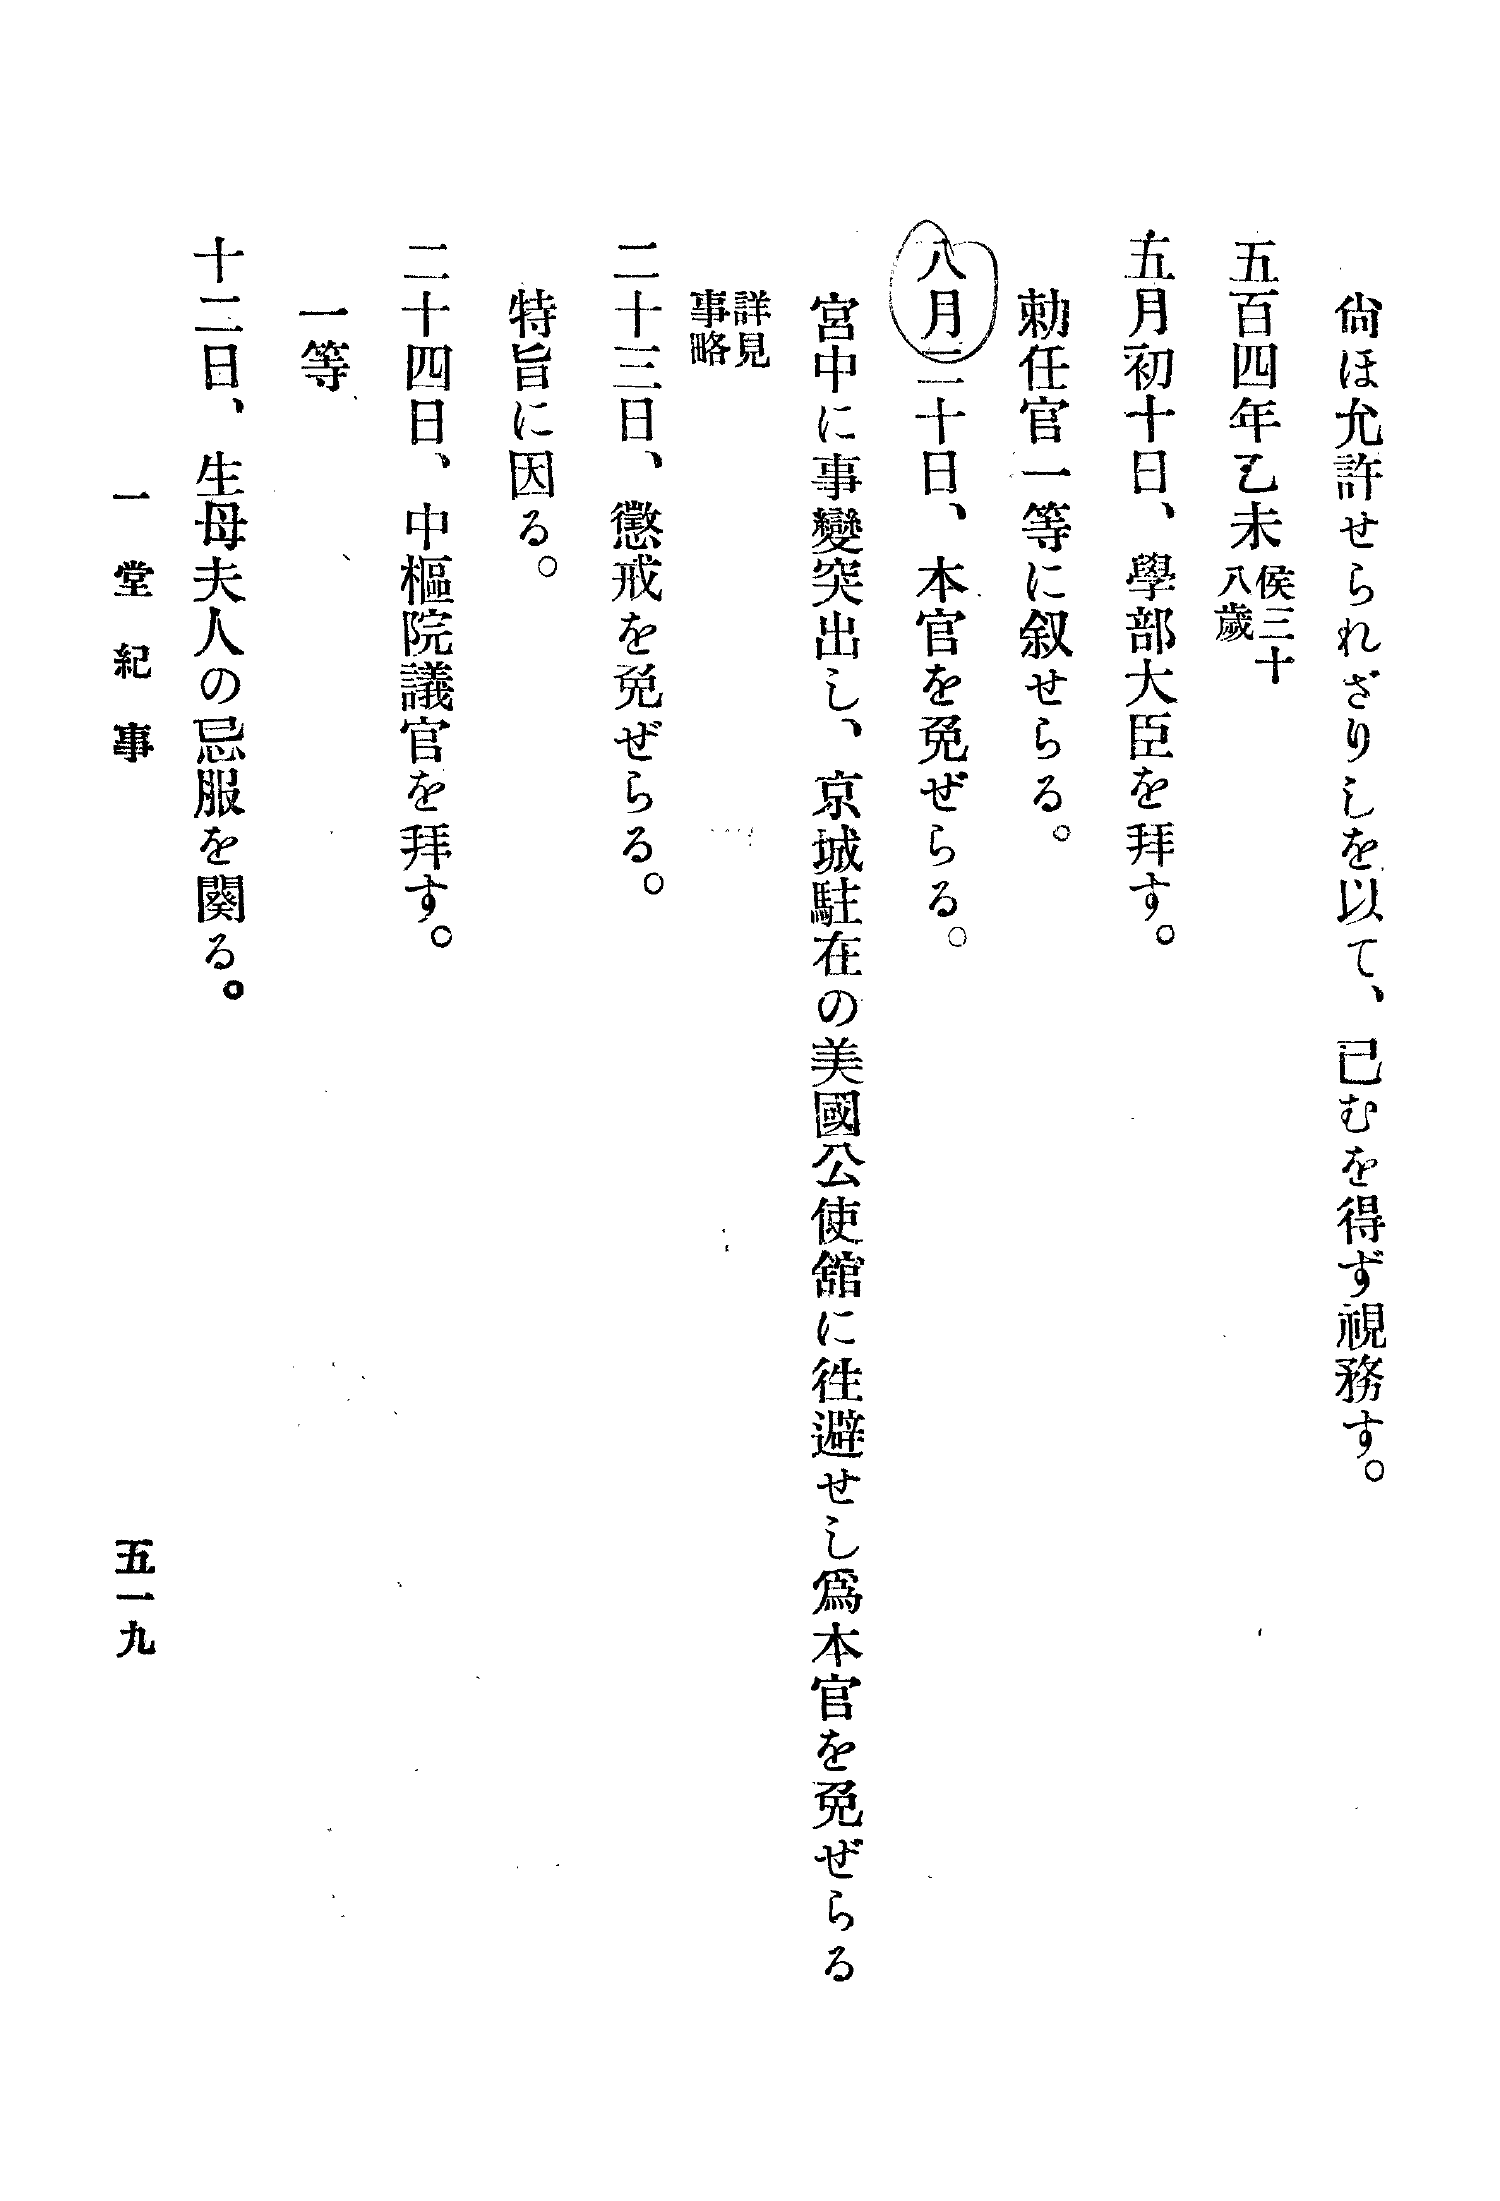 尙ほ允許せられざりしを以て、已むを得ず視務す。
五百四年乙未侯三十八歲
五月初十日、學部大臣を拜す。
勅任官一等に叙せらる。
八月二十日、本官を免ぜらる。
宮中に事變突出し、京城駐在の美國公使舘に徃避せし爲本官を免ぜらる
詳見
事略
二十三日、懲戒を免ぜらる。
特旨に因る。
二十四日、中樞院議官を拜す。
一等
十二日、生母夫人の忌服を闋る。
一堂紀事
五一九